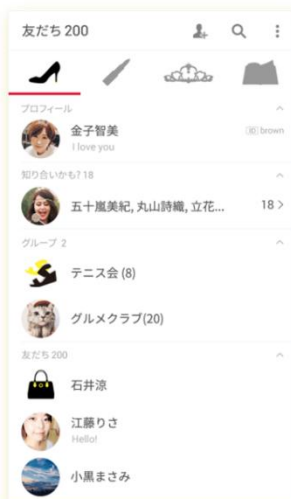 友だち 200
プロフィール
金子智美
ID brown
I love you
知り合いかも? 18
五十嵐美紀, 丸山詩織, 立花...
18 >
グループ 2
テニス会 (8)
グルメクラブ(20)
友だち 200
石井涼
江藤りさ
Hello!
小黒まさみ